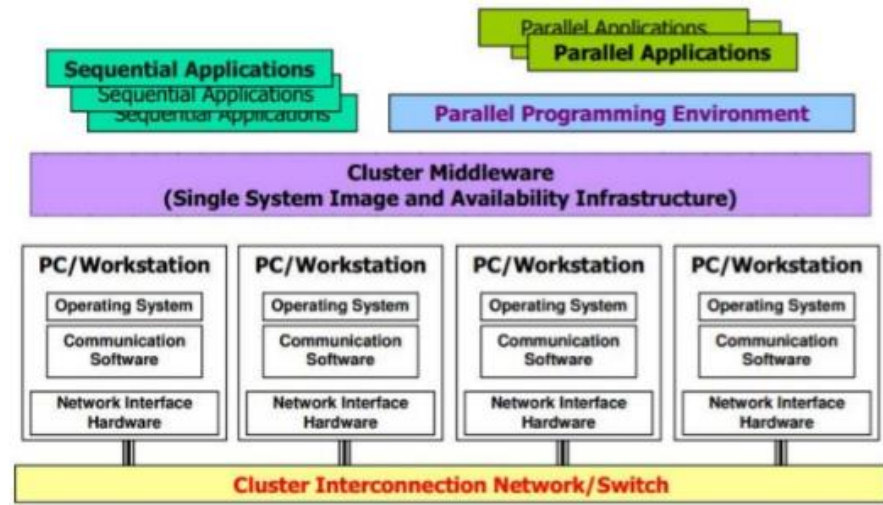 Parallel Applications
Parallel Applications
Sequential Applications
Sequential Applications
Sequential Applications
Parallel Programming Environment
Cluster Middleware
(Single System Image and Availability Infrastructure)
PC/Workstation
Operating System
Communication
Software
Network Interface
Hardware
PC/Workstation
Operating System
Communication
Software
Network Interface
Hardware
PC/Workstation
Operating System
Communication
Software
Network Interface
Hardware
PC/Workstation
Operating System
Communication
Software
Network Interface
Hardware
Cluster Interconnection Network/Switch